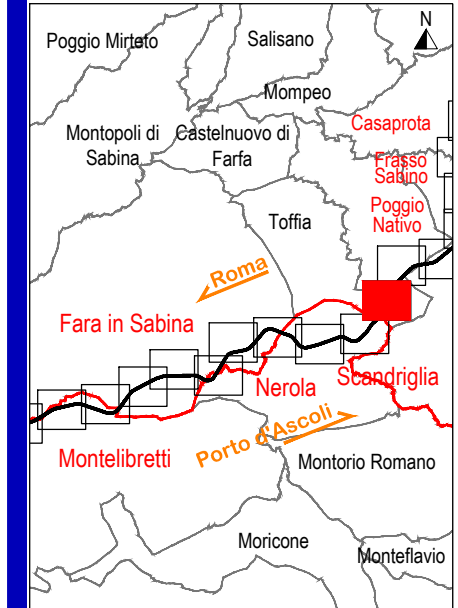 Poggio Mirteto
Salisano
N
Mompeo
Casaprota
Montopoli di
Sabina
Castelnuovo di
Farfa
Frasso
Sabino
Poggio
Nativo
Toffia
Roma
Fara in Sabina
Nerola
Scandriglia
Porto d'Ascoli
Montelibretti
Montorio Romano
Moricone
Monteflavio